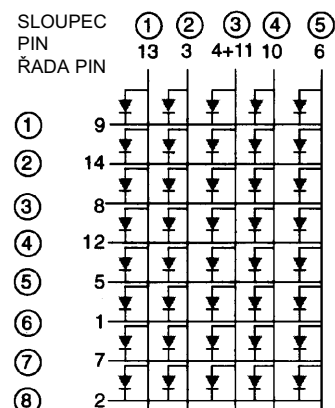 SLOUPEC ① ② ③ ④ ⑤
PIN 13 3 4+11 10 6
ŘADA PIN
① 9
② 14
③ 8
④ 12
⑤ 5
⑥ 1
⑦ 7
⑧ 2